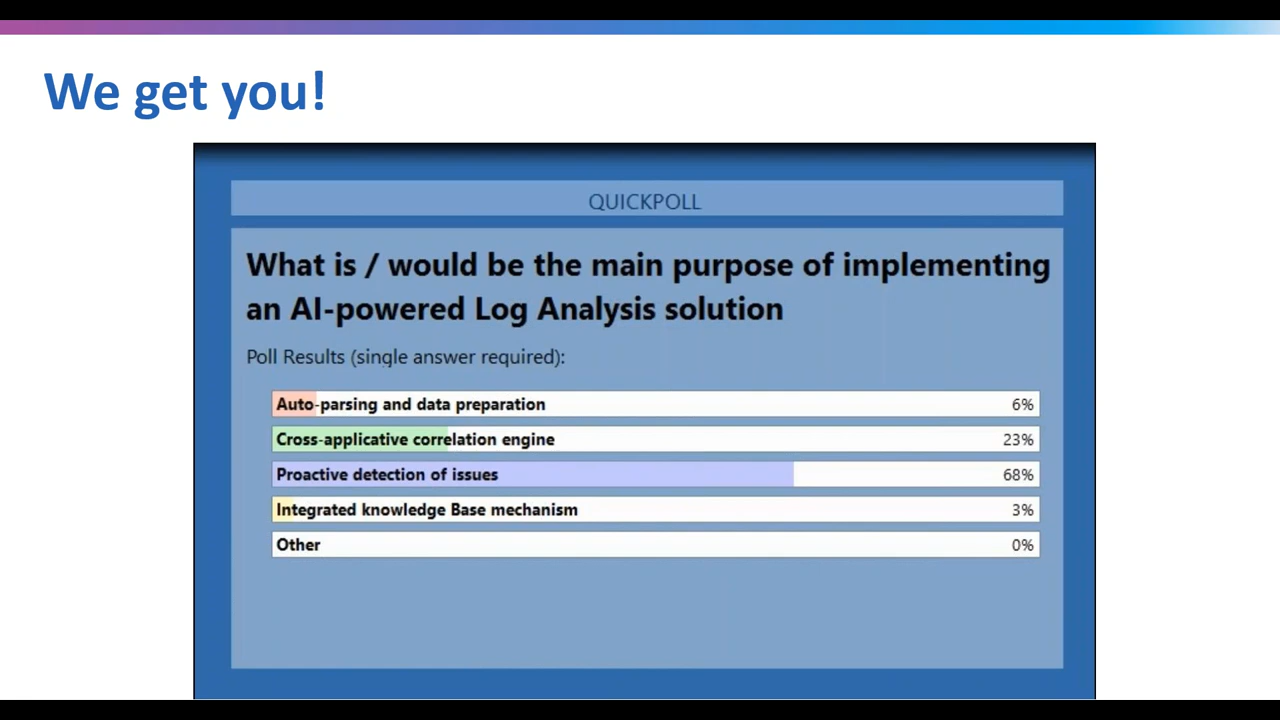 We get you!
QUICKPOLL
What is / would be the main purpose of implementing
an AI-powered Log Analysis solution
Poll Results (single answer required):
Auto-parsing and data preparation 6%
Cross-applicative correlation engine 23%
Proactive detection of issues 68%
Integrated knowledge Base mechanism 3%
Other 0%